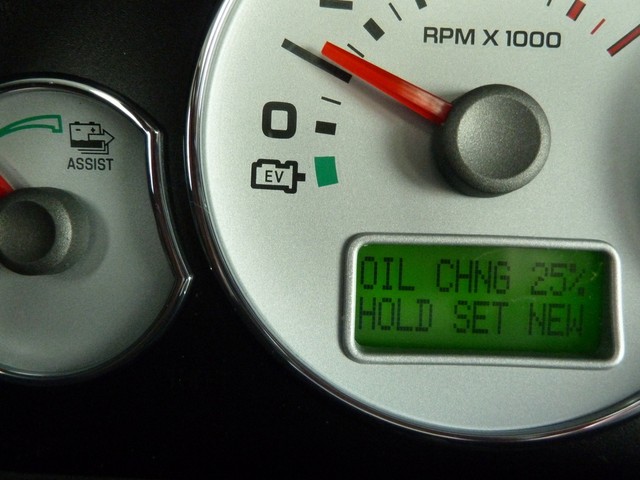 RPM X 1000
0
EV
ASSIST
OIL CHNG 25%
HOLD SET NEW